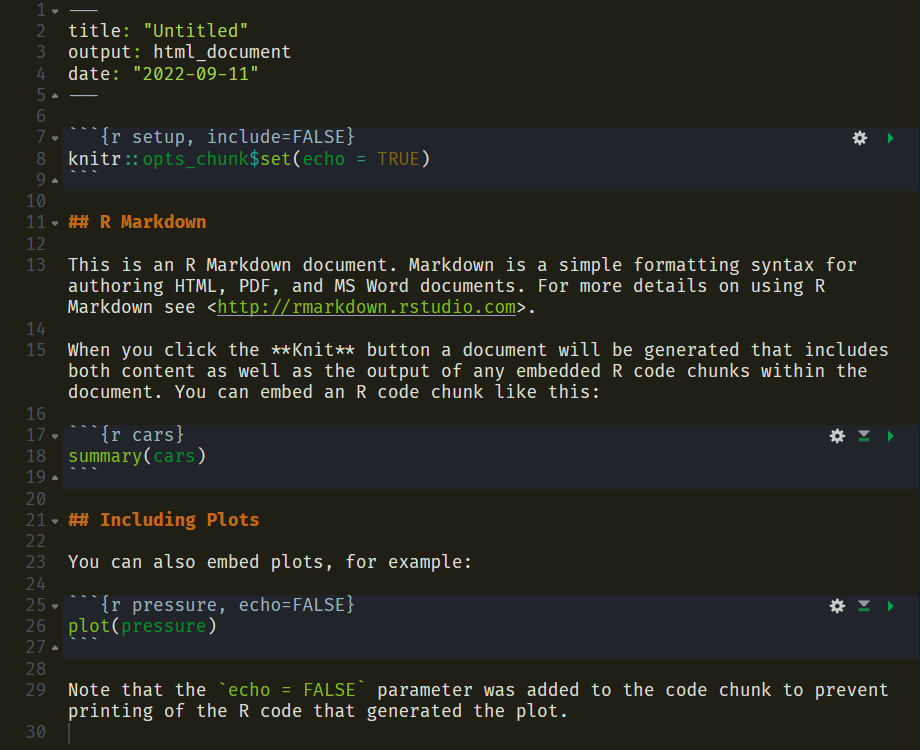 1 ---
2 title: "Untitled"
3 output: html_document
4 date: "2022-09-11"
5 ---
6
7 ```{r setup, include=FALSE}
8 knitr::opts_chunk$set(echo = TRUE)
9 ```
10
11 ## R Markdown
12
13 This is an R Markdown document. Markdown is a simple formatting syntax for
authoring HTML, PDF, and MS Word documents. For more details on using R
Markdown see <http://rmarkdown.rstudio.com>.
14
15 When you click the **Knit** button a document will be generated that includes
both content as well as the output of any embedded R code chunks within the
document. You can embed an R code chunk like this:
16
17 ```{r cars}
18 summary(cars)
19 ```
20
21 ## Including Plots
22
23 You can also embed plots, for example:
24
25 ```{r pressure, echo=FALSE}
26 plot(pressure)
27 ```
28
29 Note that the `echo = FALSE` parameter was added to the code chunk to prevent
printing of the R code that generated the plot.
30